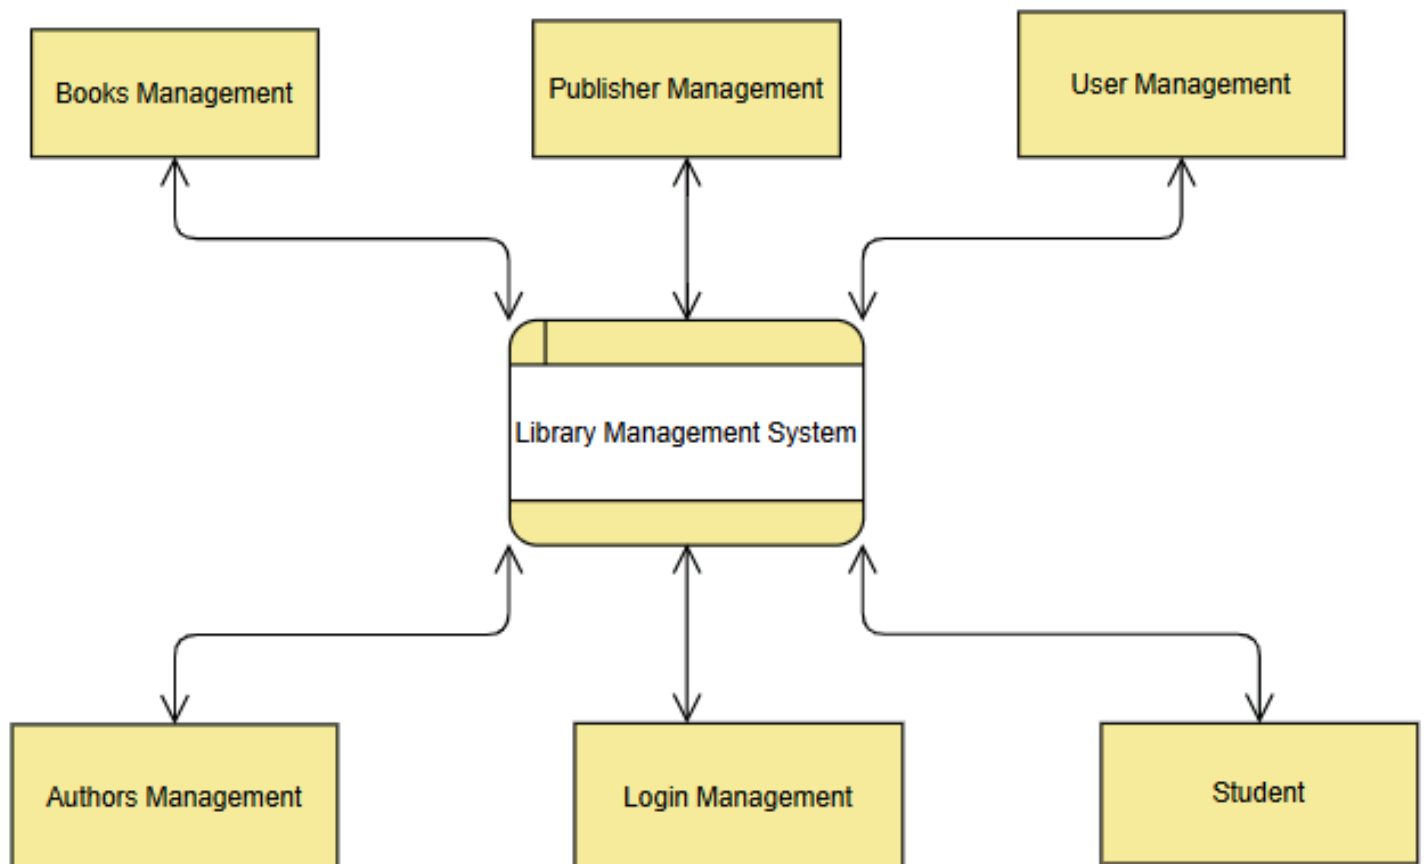 Books Management
Publisher Management
User Management
Library Management System
Authors Management
Login Management
Student